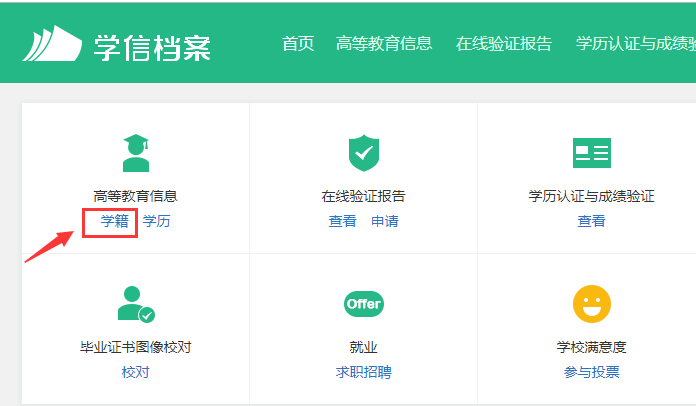 学信档案 首页 高等教育信息 在线验证报告 学历认证与成绩验
高等教育信息 在线验证报告 学历认证与成绩验证
学籍 学历 查看 申请 查看
Offer
毕业证书图像校对 就业 学校满意度
校对 求职招聘 参与投票